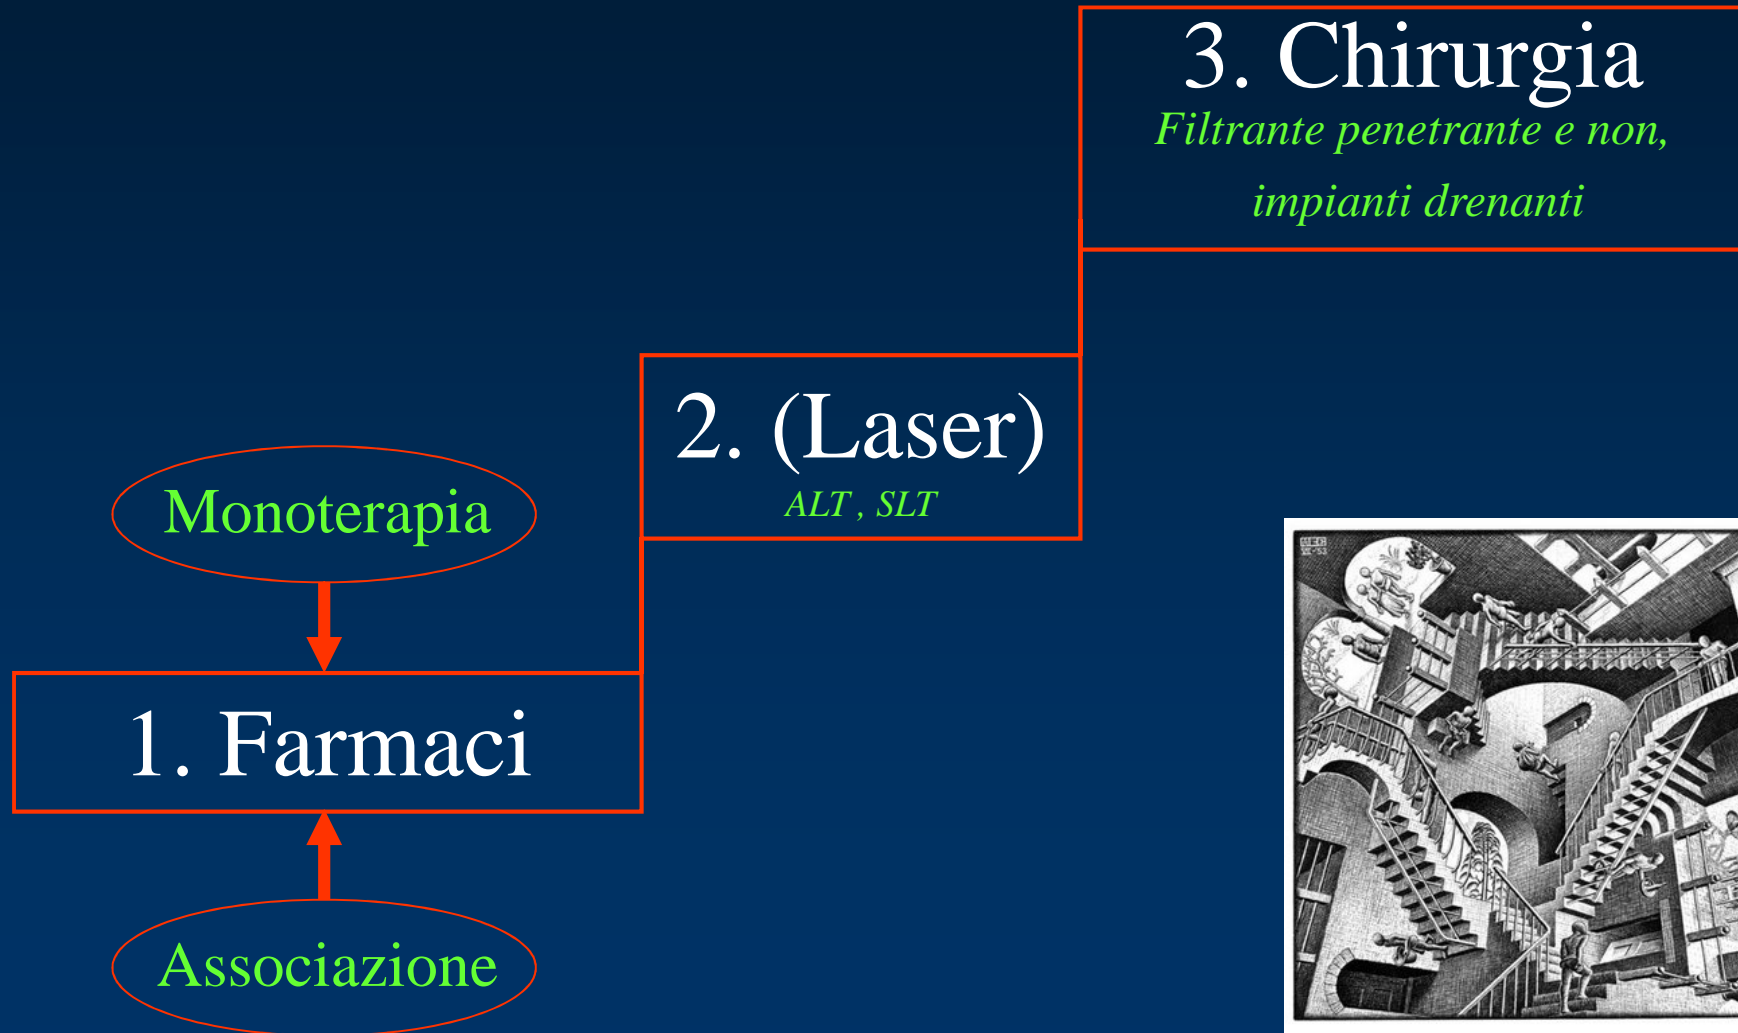 3. Chirurgia
Filtrante penetrante e non,
impianti drenanti
2. (Laser)
ALT , SLT
Monoterapia
1. Farmaci
Associazione